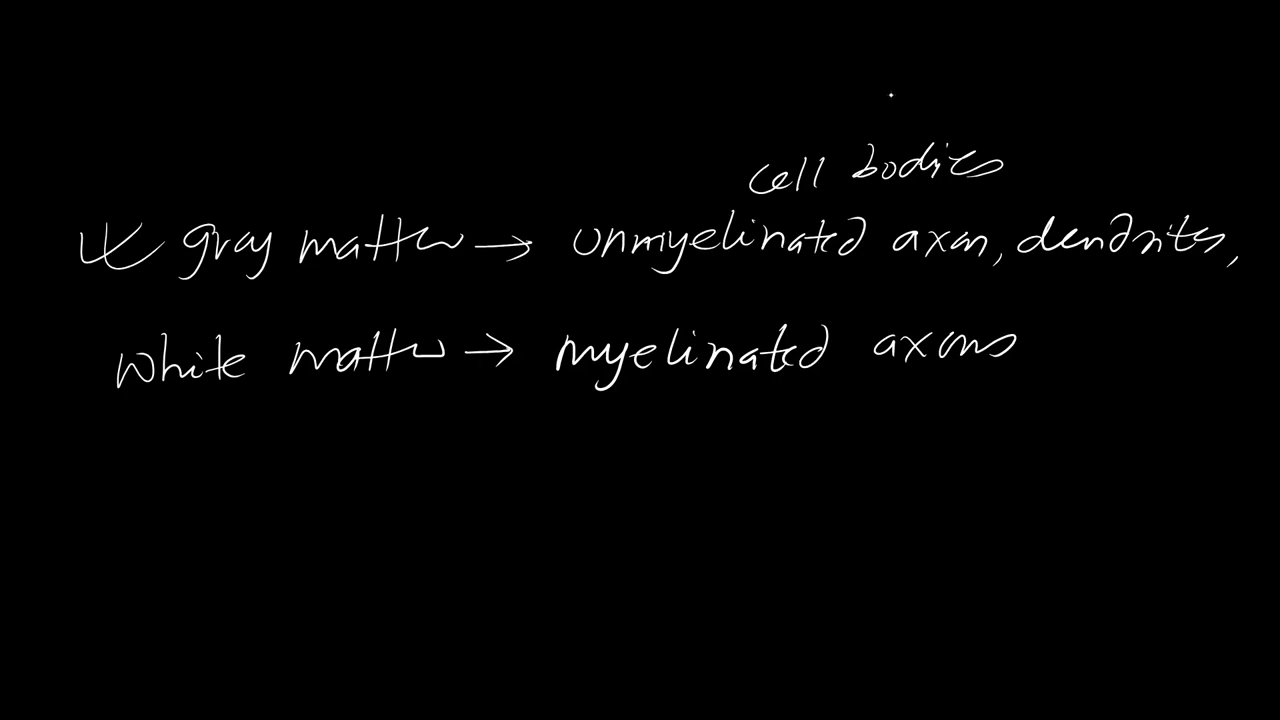 cell bodies
gray matter → unmyelinated axon, dendrites,
white matter → myelinated axons